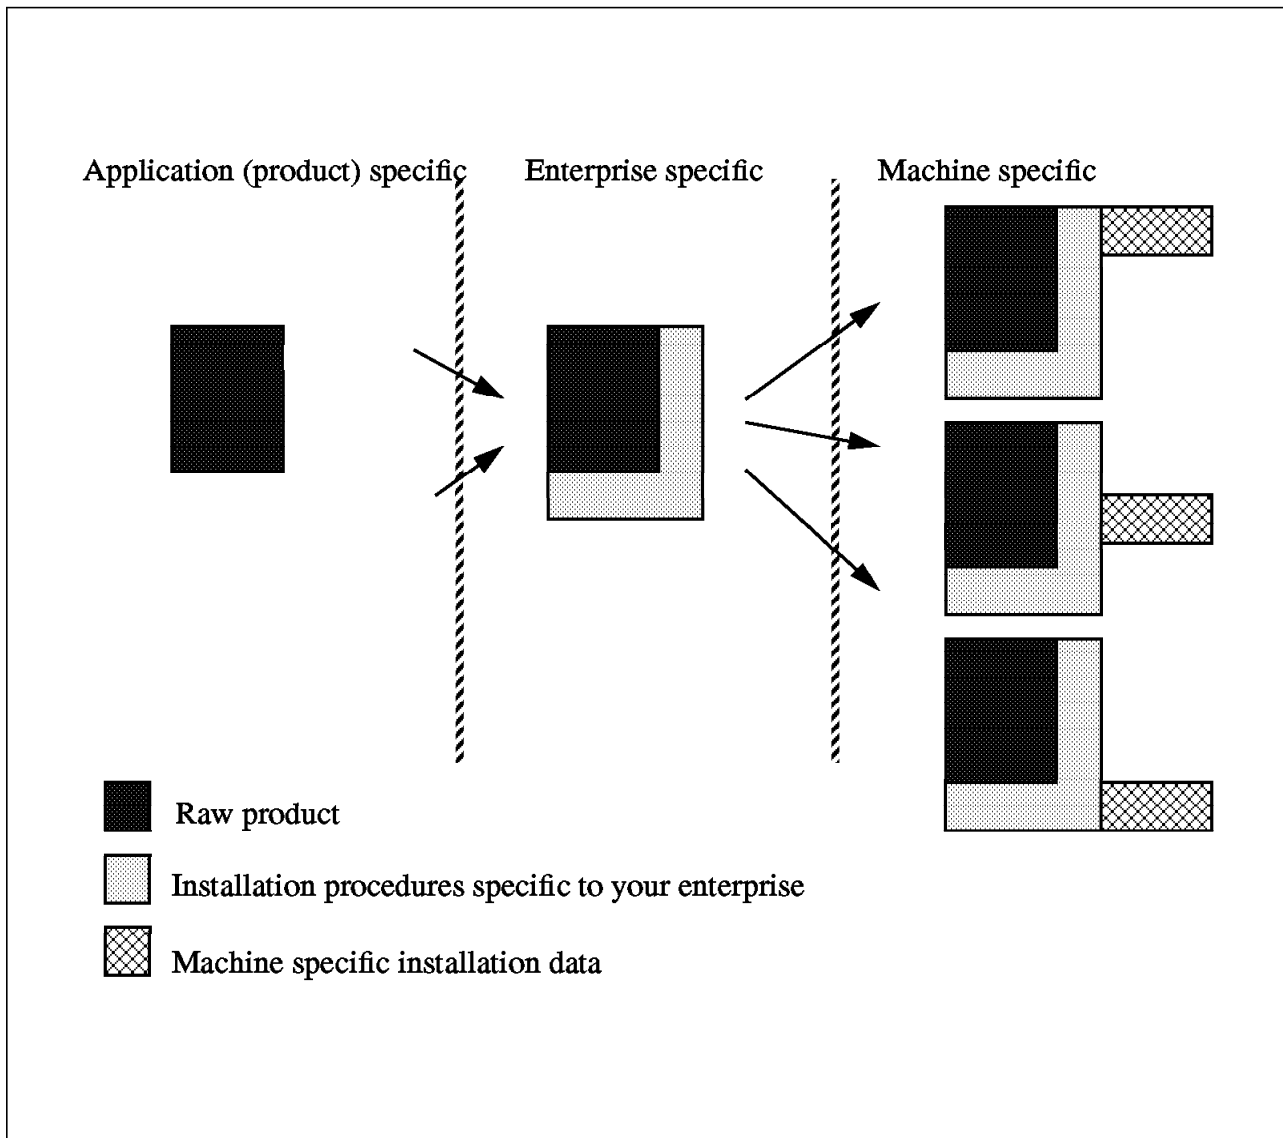 Application (product) specific
Enterprise specific
Machine specific
Raw product
Installation procedures specific to your enterprise
Machine specific installation data